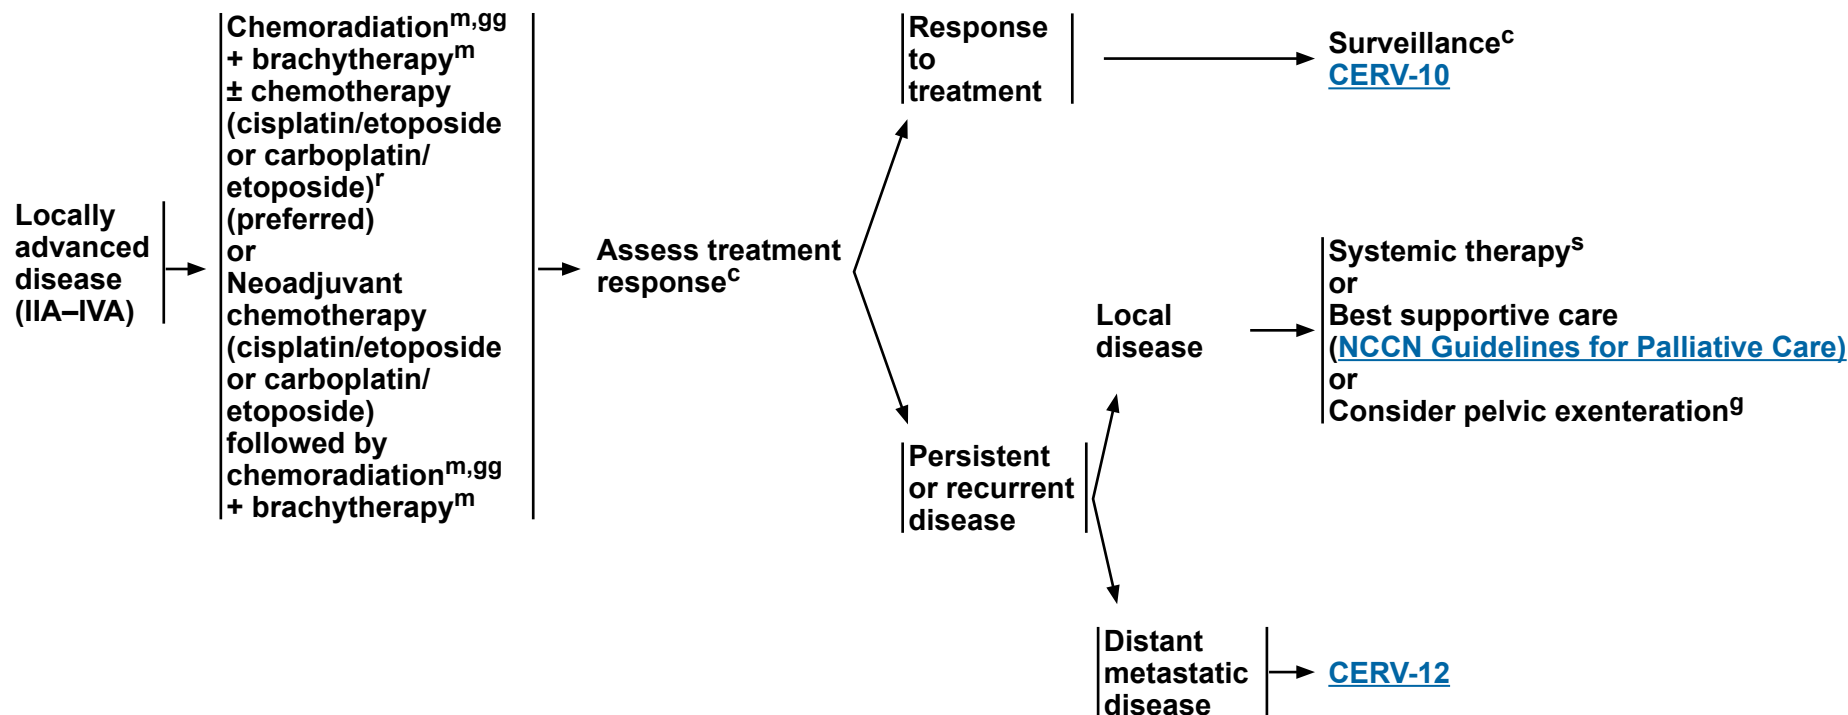 Locally
advanced
disease
(IIA–IVA)
Chemoradiationm,gg
+ brachytherapym
± chemotherapy
(cisplatin/etoposide
or carboplatin/
etoposide)r
(preferred)
or
Neoadjuvant
chemotherapy
(cisplatin/etoposide
or carboplatin/
etoposide)
followed by
chemoradiationm,gg
+ brachytherapym
Assess treatment
responsec
Response
to
treatment
Surveillancec
CERV-10
Persistent
or recurrent
disease
Local
disease
Systemic therapys
or
Best supportive care
(NCCN Guidelines for Palliative Care)
or
Consider pelvic exenterationg
Distant
metastatic
disease
CERV-12